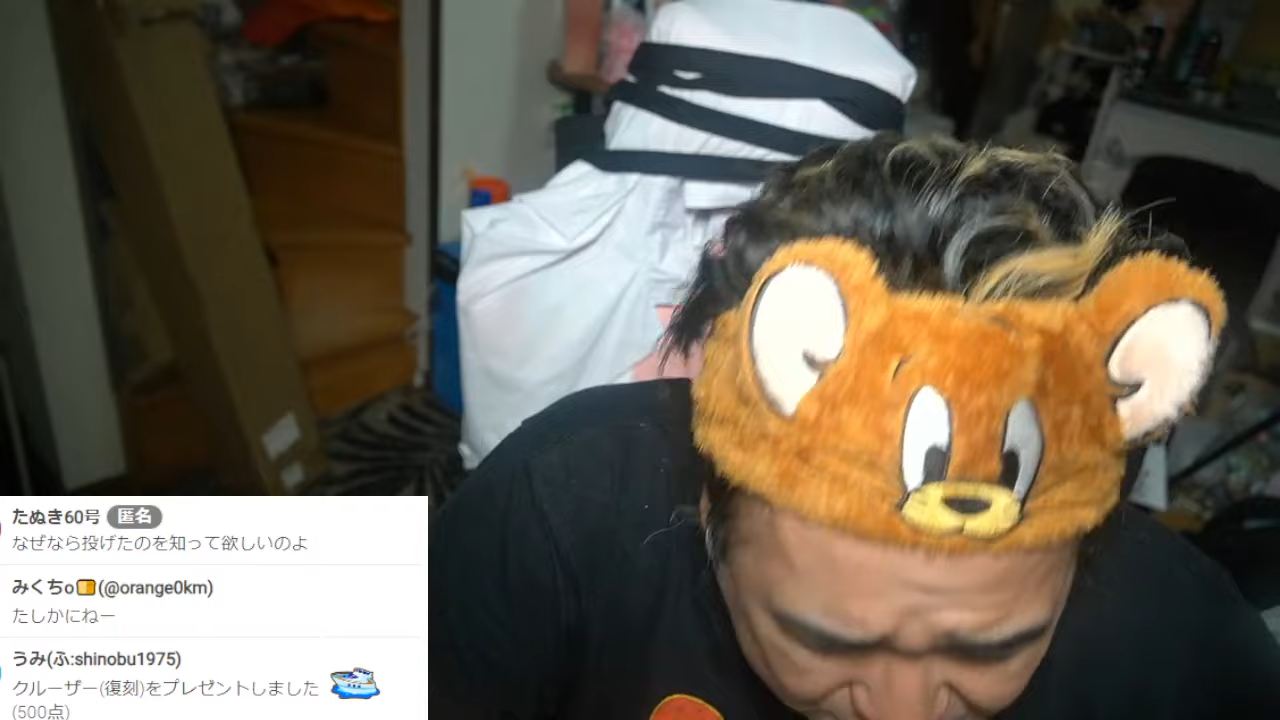 たぬき60号 匿名
なぜなら投げたのを知って欲しいのよ
みくちo(@orange0km)
たしかにねー
うみ(ふ:shinobu1975)
クルーザー(復刻)をプレゼントしました
(500点)